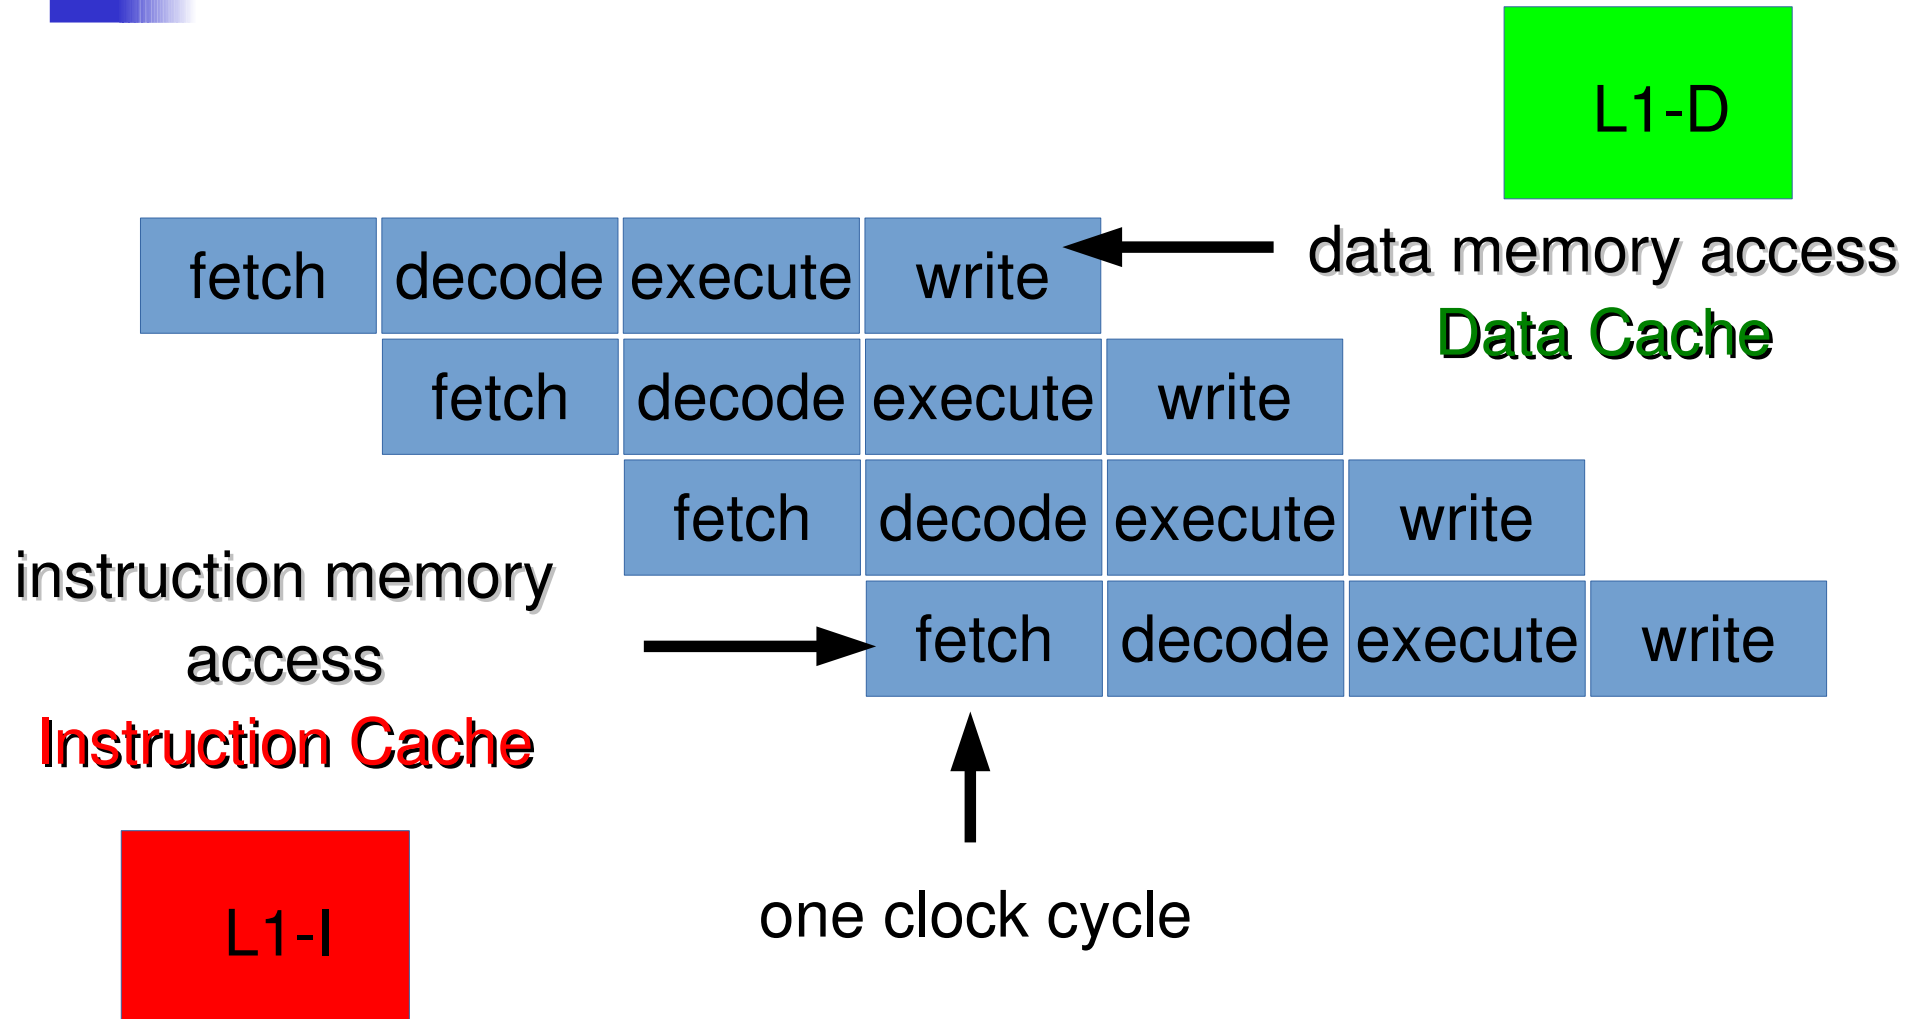 L1-D
fetch decode execute write
data memory access
Data Cache
fetch decode execute write
fetch decode execute write
instruction memory
access
Instruction Cache
fetch decode execute write
one clock cycle
L1-I